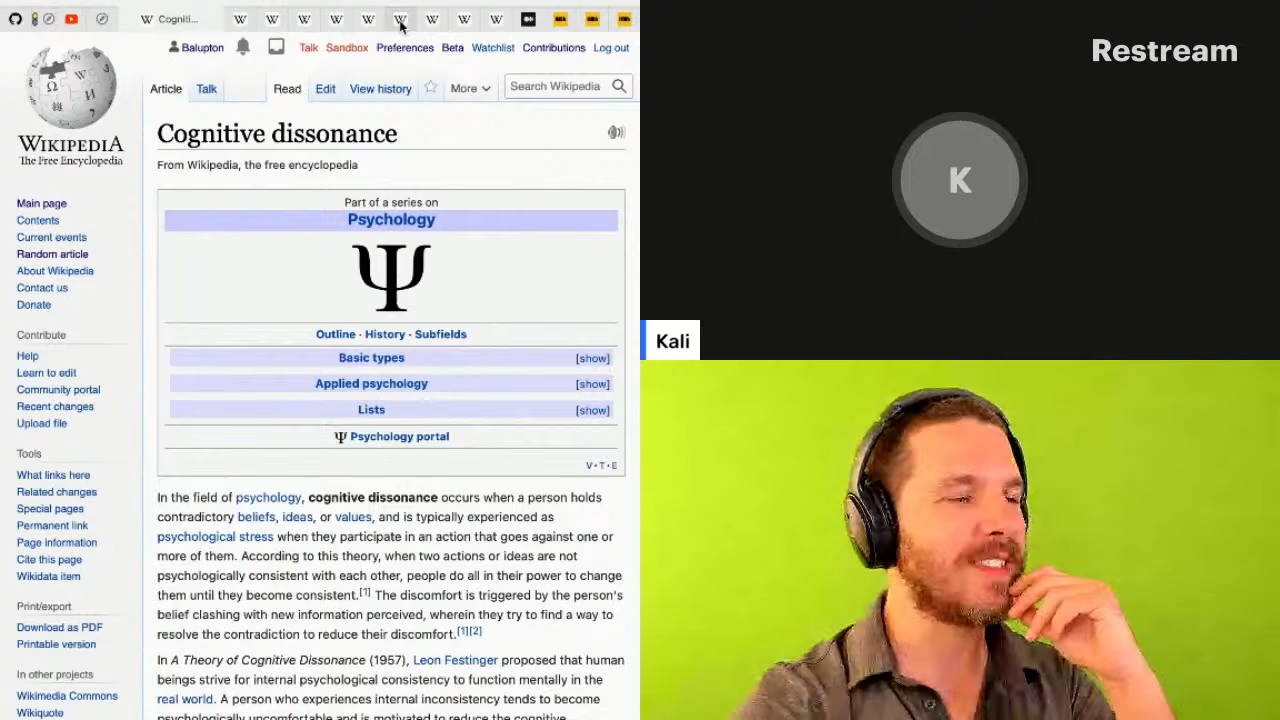 Cogniti...
Balupton Talk Sandbox Preferences Beta Watchlist Contributions Log out
Article Talk Read Edit View history More Search Wikipedia
WIKIPEDIA
The Free Encyclopedia
Main page
Contents
Current events
Random article
About Wikipedia
Contact us
Donate
Contribute
Help
Learn to edit
Community portal
Recent changes
Upload file
Tools
What links here
Related changes
Special pages
Permanent link
Page information
Cite this page
Wikidata item
Print/export
Download as PDF
Printable version
In other projects
Wikimedia Commons
Wikiquote
Cognitive dissonance
From Wikipedia, the free encyclopedia
Part of a series on
Psychology
Ψ
Outline · History · Subfields
Basic types [show]
Applied psychology [show]
Lists [show]
Ψ Psychology portal
V · T · E
In the field of psychology, cognitive dissonance occurs when a person holds
contradictory beliefs, ideas, or values, and is typically experienced as
psychological stress when they participate in an action that goes against one or
more of them. According to this theory, when two actions or ideas are not
psychologically consistent with each other, people do all in their power to change
them until they become consistent.[1] The discomfort is triggered by the person's
belief clashing with new information perceived, wherein they try to find a way to
resolve the contradiction to reduce their discomfort.[1][2]
In A Theory of Cognitive Dissonance (1957), Leon Festinger proposed that human
beings strive for internal psychological consistency to function mentally in the
real world. A person who experiences internal inconsistency tends to become
psychologically uncomfortable and is motivated to reduce the cognitive
Restream
K
Kali